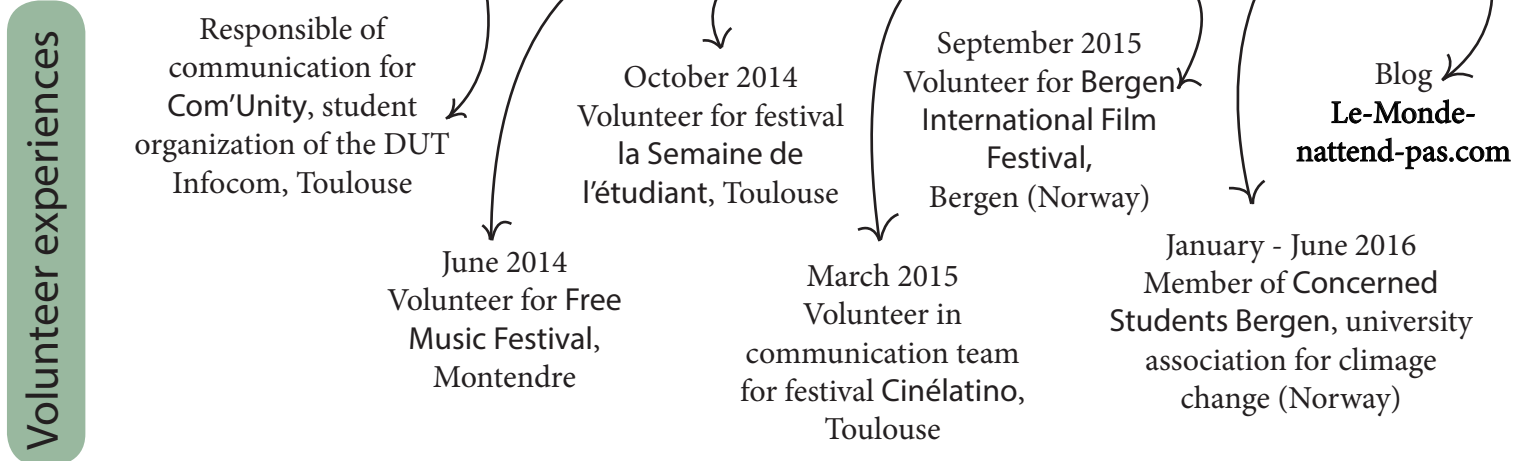 Volunteer experiences
Responsible of
communication for
Com'Unity, student
organization of the DUT
Infocom, Toulouse
June 2014
Volunteer for Free
Music Festival,
Montendre
October 2014
Volunteer for festival
la Semaine de
l'étudiant, Toulouse
March 2015
Volunteer in
communication team
for festival Cinélatino,
Toulouse
September 2015
Volunteer for Bergen
International Film
Festival,
Bergen (Norway)
January - June 2016
Member of Concerned
Students Bergen, university
association for climage
change (Norway)
Blog
Le-Monde-
nattend-pas.com